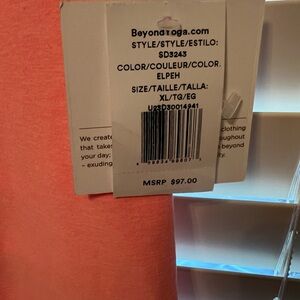 BeyondYoga.com
STYLE/STYLE/ESTILO:
SD3243
COLOR/COULEUR/COLOR.
ELPEH
SIZE/TAILLE/TALLA:
XL/TG/EG
We create
clothing
that takes
oughout
your day;
beyond
– exuding
MSRP $97.00